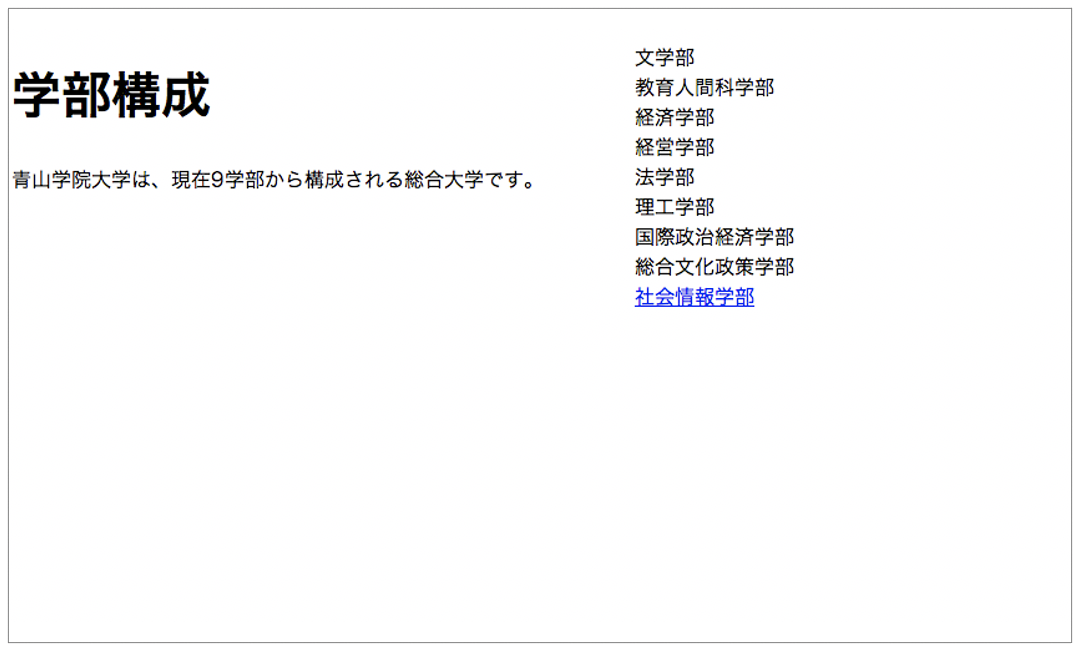 学部構成
青山学院大学は、現在9学部から構成される総合大学です。
文学部
教育人間科学部
経済学部
経営学部
法学部
理工学部
国際政治経済学部
総合文化政策学部
社会情報学部